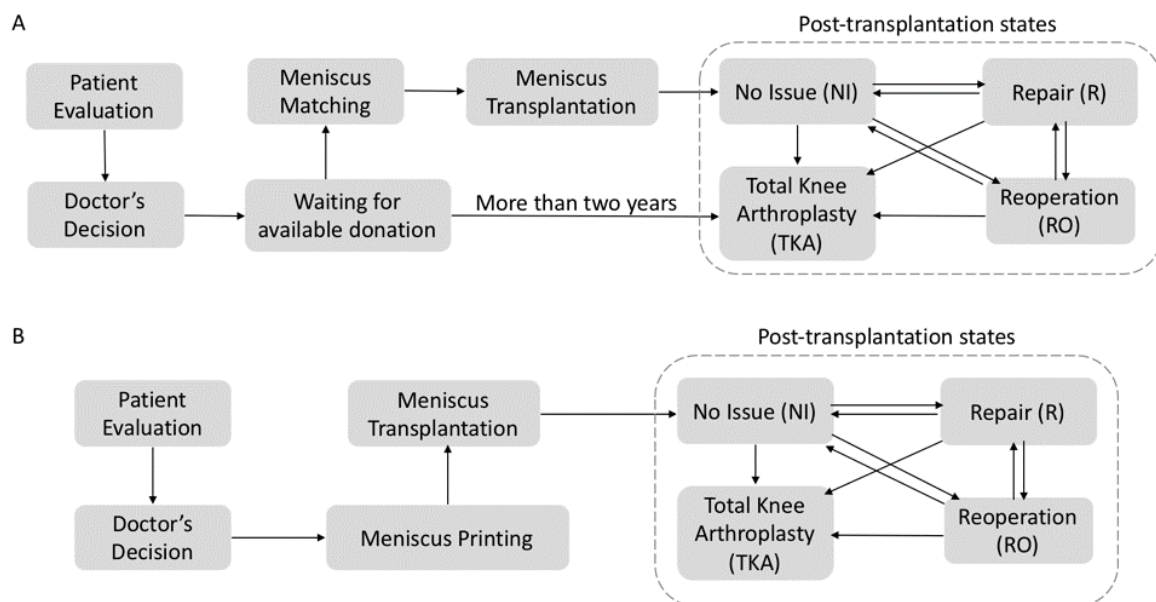 A
Post-transplantation states
Patient
Evaluation
Meniscus
Matching
Meniscus
Transplantation
No Issue (NI)
Repair (R)
Doctor’s
Decision
Waiting for
available donation
More than two years
Total Knee
Arthroplasty
(TKA)
Reoperation
(RO)
B
Post-transplantation states
Patient
Evaluation
Meniscus
Transplantation
No Issue (NI)
Repair (R)
Doctor’s
Decision
Meniscus Printing
Total Knee
Arthroplasty
(TKA)
Reoperation
(RO)